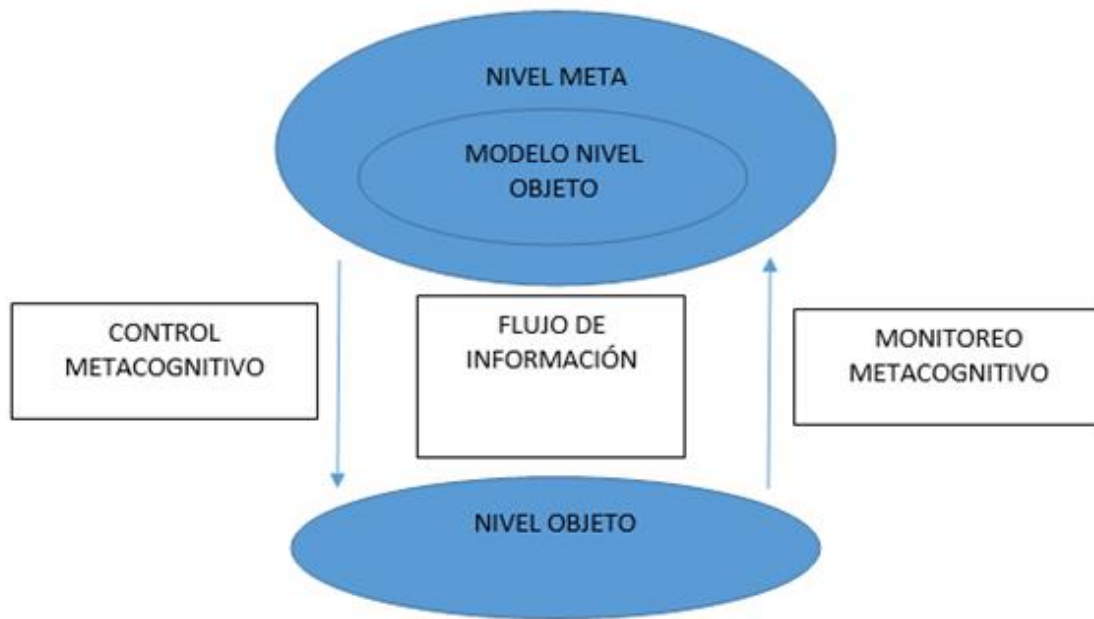 NIVEL META
MODELO NIVEL
OBJETO
CONTROL
METACOGNITIVO
FLUJO DE
INFORMACIÓN
MONITOREO
METACOGNITIVO
NIVEL OBJETO